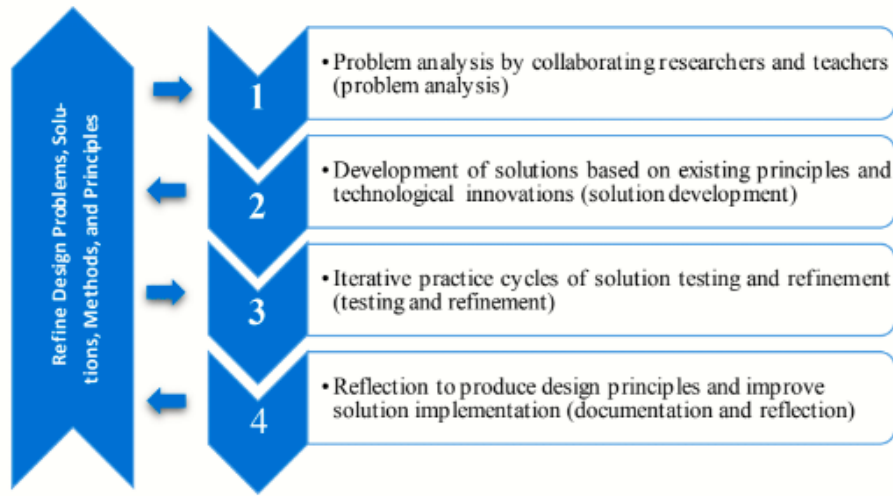 Refine Design Problems, Solu-
tions, Methods, and Principles
1
• Problem analysis by collaborating researchers and teachers
(problem analysis)
2
• Development of solutions based on existing principles and
technological innovations (solution development)
3
• Iterative practice cycles of solution testing and refinement
(testing and refinement)
4
• Reflection to produce design principles and improve
solution implementation (documentation and reflection)